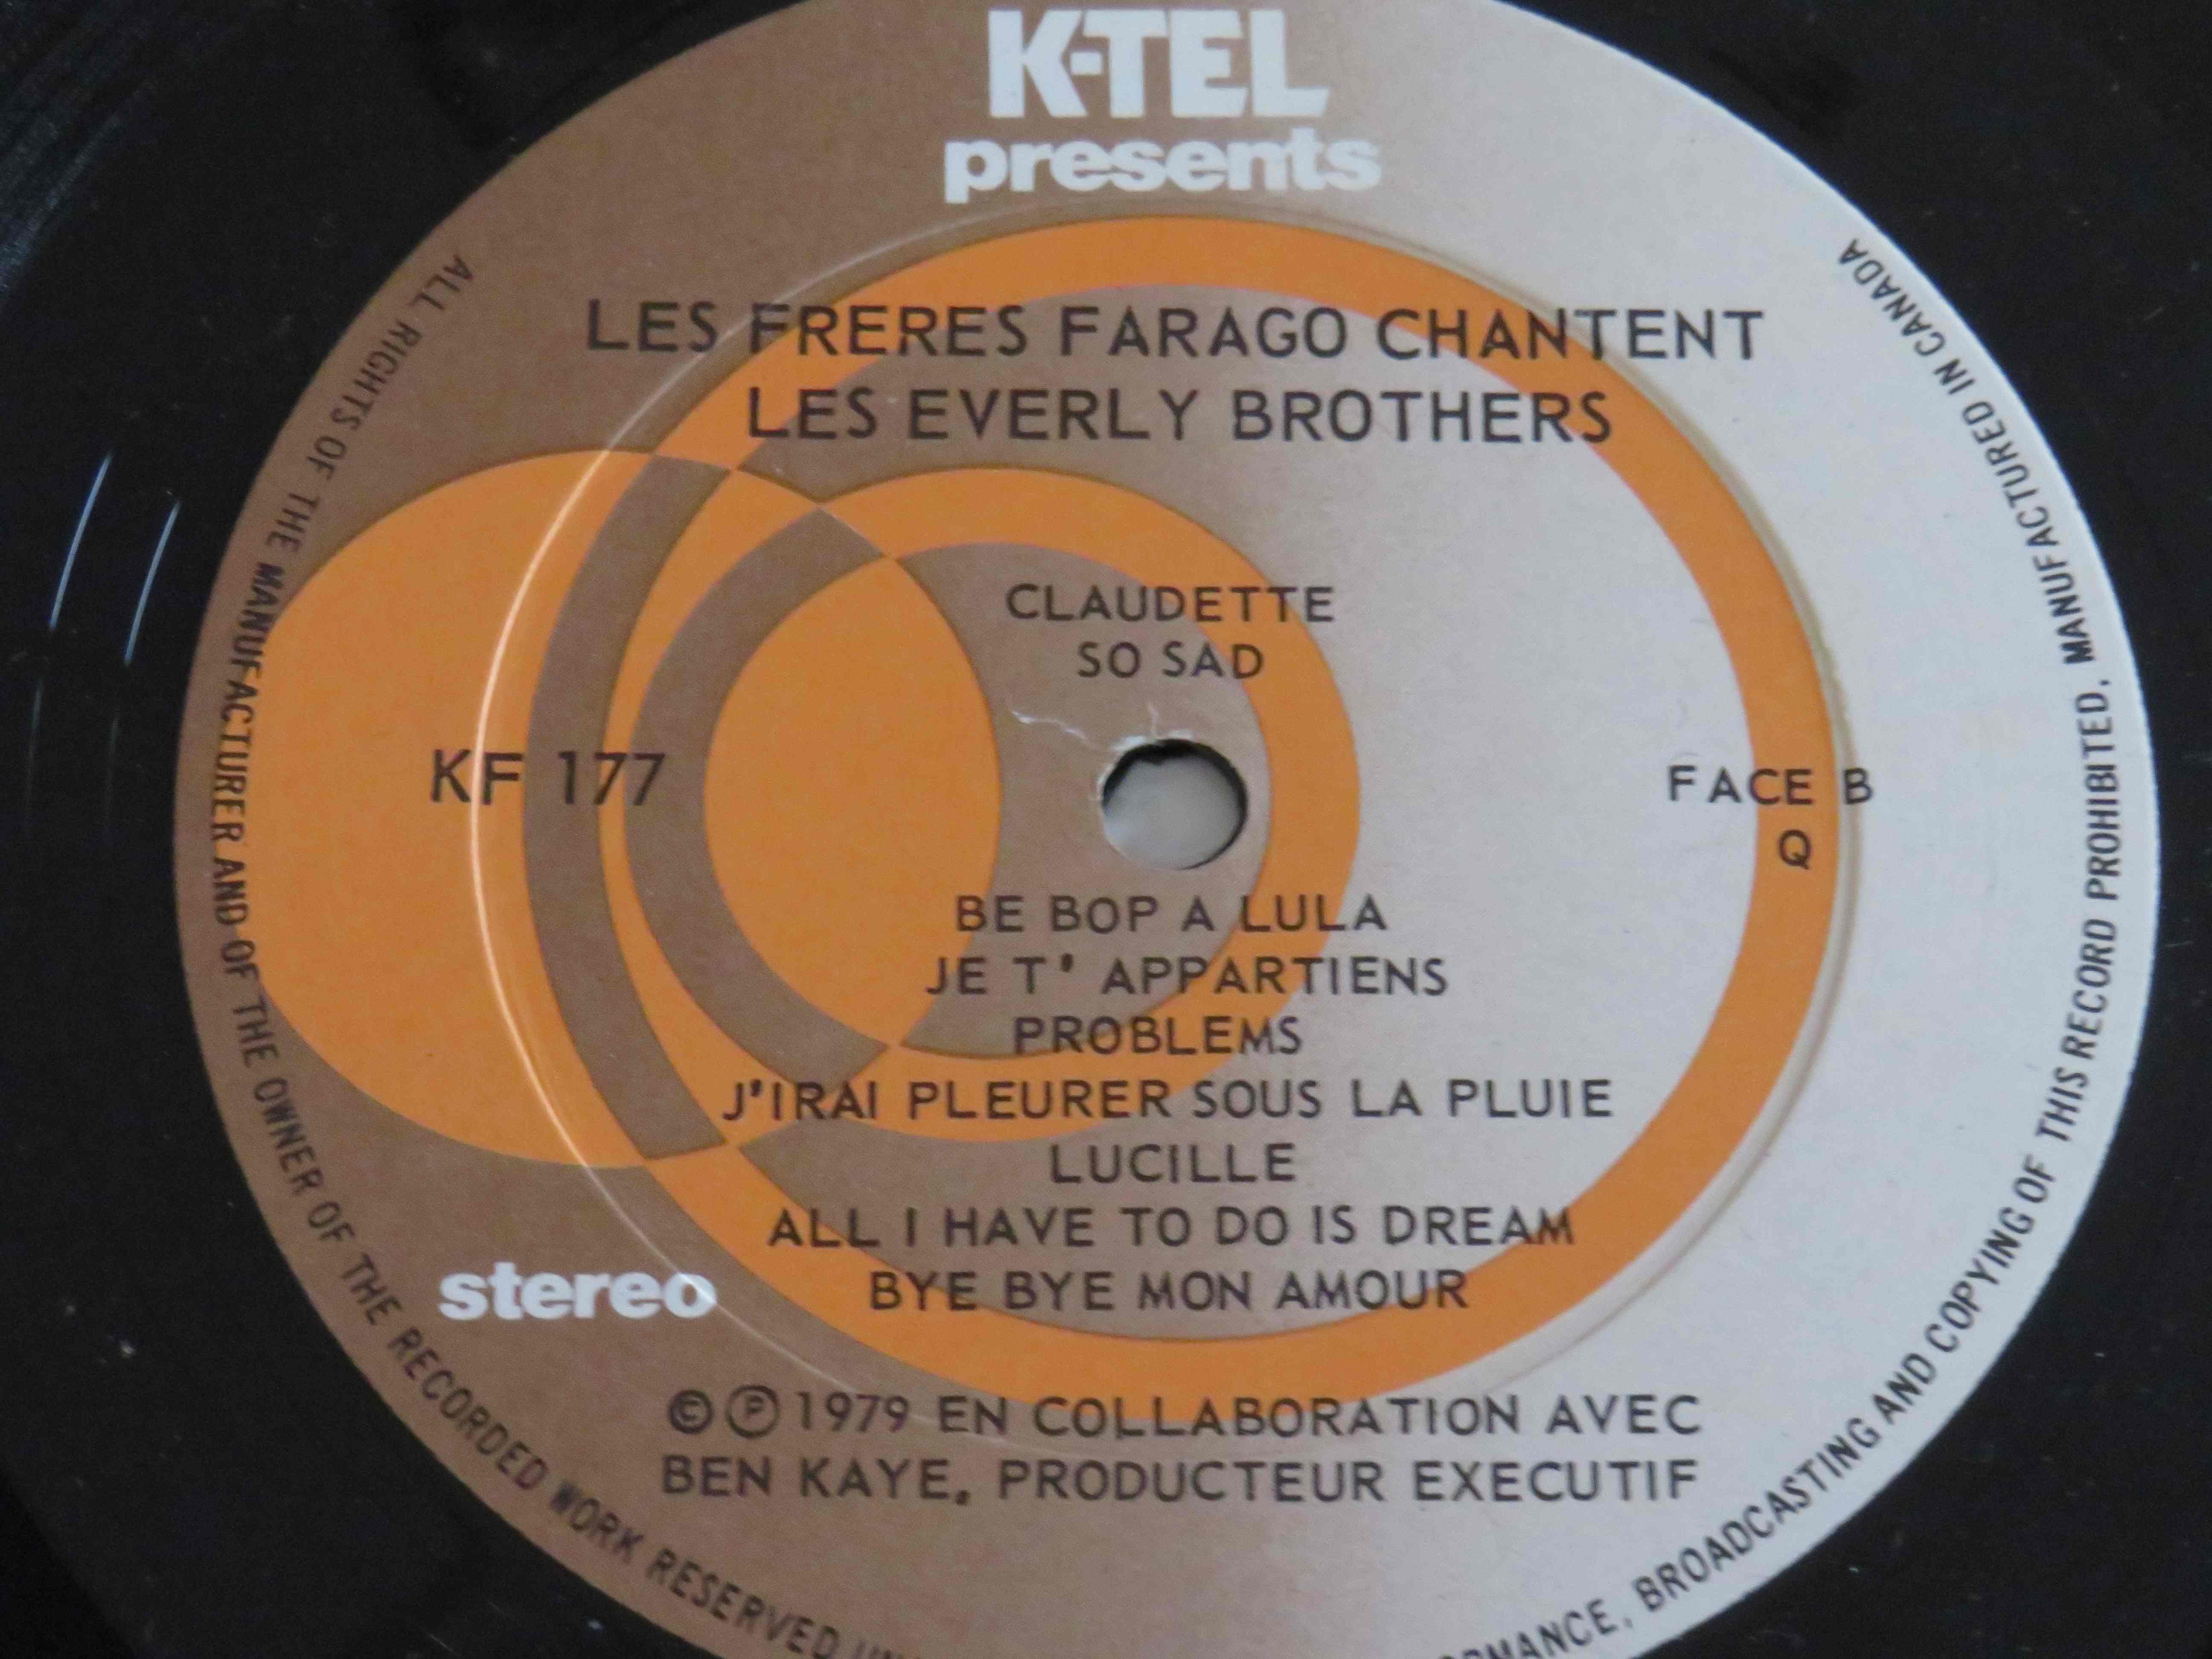 K-TEL
presents
LES FRERES FARAGO CHANTENT
LES EVERLY BROTHERS
CLAUDETTE
SO SAD
KF 177
FACE B
Q
BE BOP A LULA
JE T' APPARTIENS
PROBLEMS
J'IRAI PLEURER SOUS LA PLUIE
LUCILLE
ALL I HAVE TO DO IS DREAM
BYE BYE MON AMOUR
stereo
© ℗ 1979 EN COLLABORATION AVEC
BEN KAYE, PRODUCTEUR EXECUTIF
ALL RIGHTS OF THE MANUFACTURER AND OF THE OWNER OF THE RECORDED WORK RESERVED
BROADCASTING AND COPYING OF THIS RECORD PROHIBITED. MANUFACTURED IN CANADA